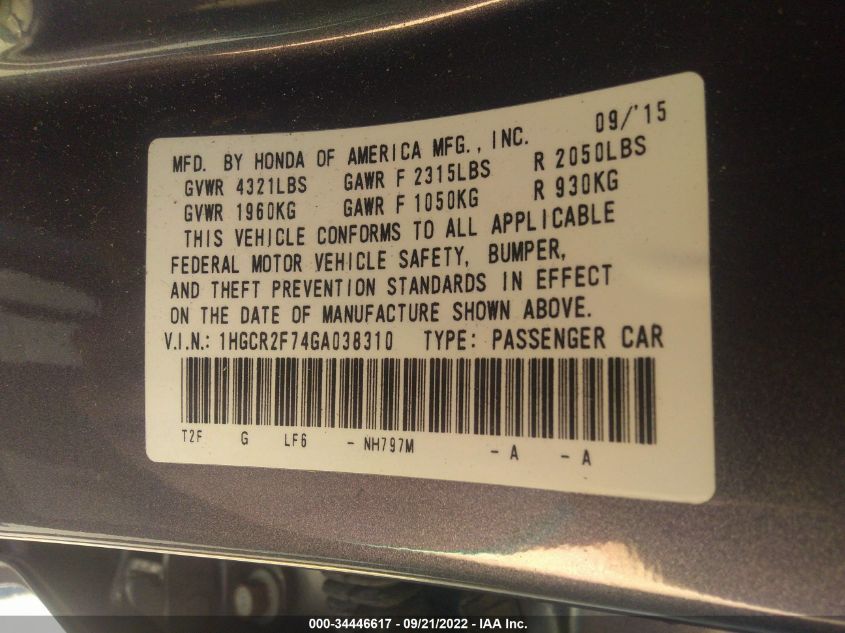 09/'15
MFD. BY HONDA OF AMERICA MFG., INC.
GVWR 4321LBS GAWR F 2315LBS R 2050LBS
GVWR 1960KG GAWR F 1050KG R 930KG
THIS VEHICLE CONFORMS TO ALL APPLICABLE
FEDERAL MOTOR VEHICLE SAFETY, BUMPER,
AND THEFT PREVENTION STANDARDS IN EFFECT
ON THE DATE OF MANUFACTURE SHOWN ABOVE.
V.I.N.: 1HGCR2F74GA038310 TYPE: PASSENGER CAR
T2F G LF6 - NH797M - A - A
000-34446617 - 09/21/2022 - IAA Inc.